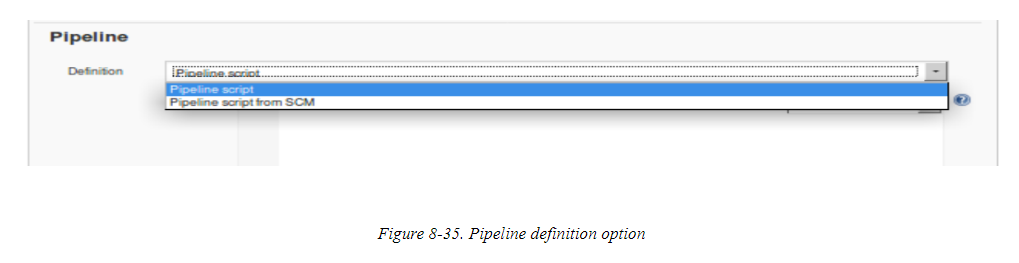 Pipeline
Definition Pipeline script
Pipeline script
Pipeline script from SCM
Figure 8-35. Pipeline definition option